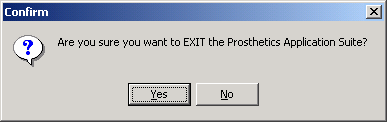 Confirm
Are you sure you want to EXIT the Prosthetics Application Suite?
Yes No